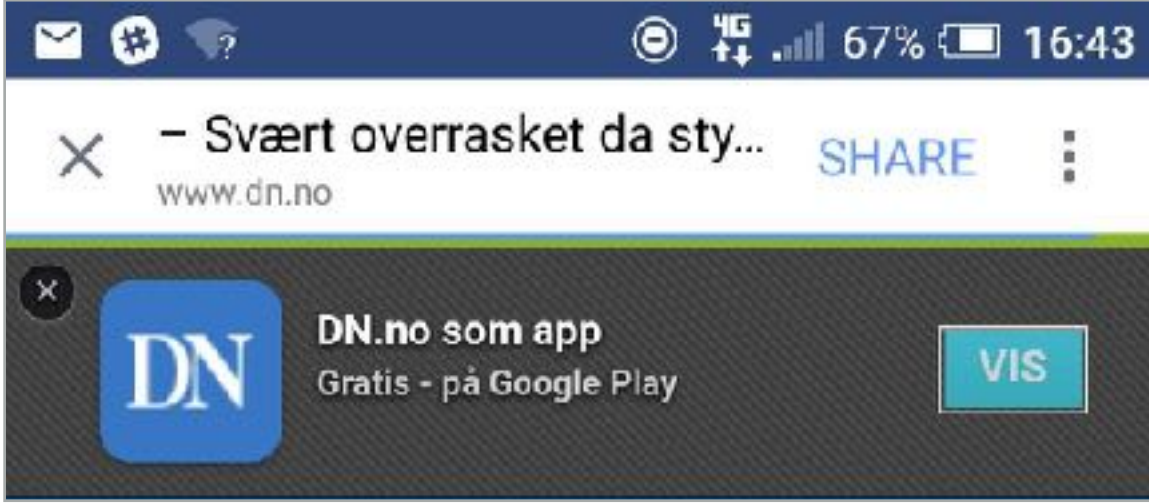 ? 4G 67% 16:43
– Svært overrasket da sty...
SHARE
www.dn.no
DN
DN.no som app
Gratis - på Google Play
VIS